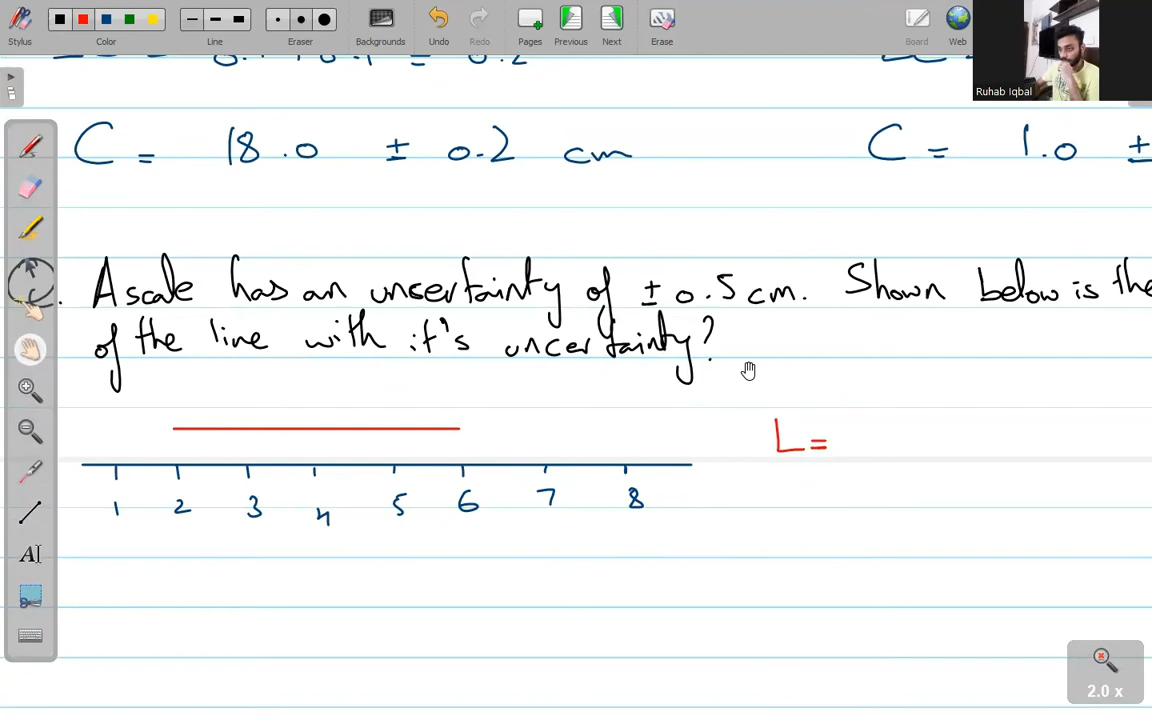 Stylus Color Line Eraser Backgrounds Undo Redo Pages Previous Next Erase Board Web
Ruhab Iqbal
C = 18.0 ± 0.2 cm C = 1.0 ±
A scale has an uncertainty of ± 0.5 cm. Shown below is the
of the line with it's uncertainty?
L =
1 2 3 4 5 6 7 8
2.0 x